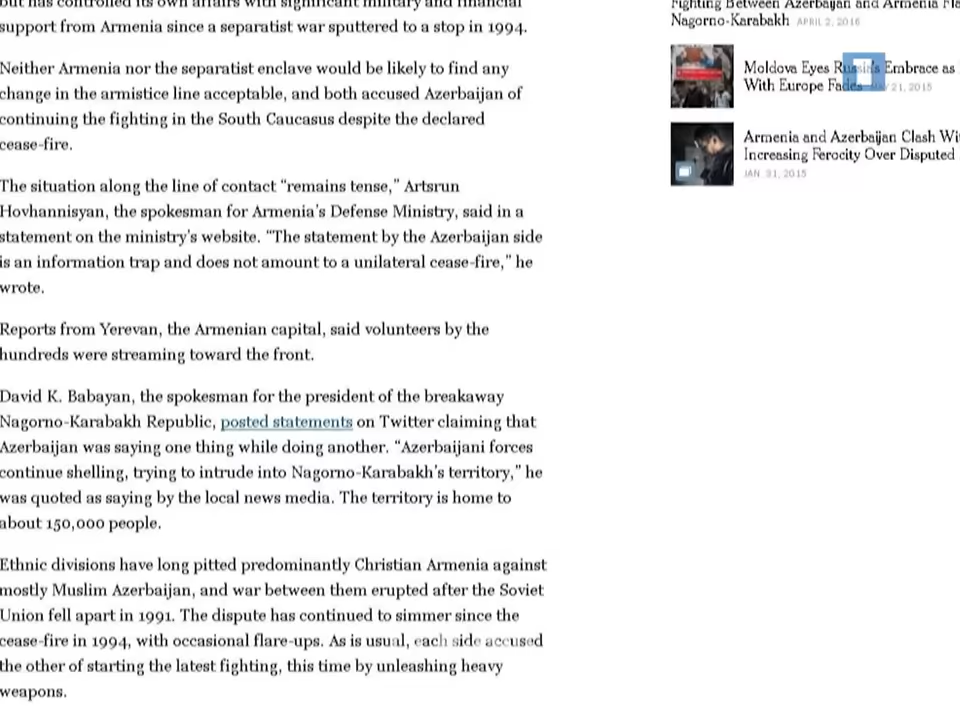 but has controlled its own affairs with significant military and financial
support from Armenia since a separatist war sputtered to a stop in 1994.
Neither Armenia nor the separatist enclave would be likely to find any
change in the armistice line acceptable, and both accused Azerbaijan of
continuing the fighting in the South Caucasus despite the declared
cease-fire.
The situation along the line of contact “remains tense,” Artsrun
Hovhannisyan, the spokesman for Armenia’s Defense Ministry, said in a
statement on the ministry’s website. “The statement by the Azerbaijan side
is an information trap and does not amount to a unilateral cease-fire,” he
wrote.
Reports from Yerevan, the Armenian capital, said volunteers by the
hundreds were streaming toward the front.
David K. Babayan, the spokesman for the president of the breakaway
Nagorno-Karabakh Republic, posted statements on Twitter claiming that
Azerbaijan was saying one thing while doing another. “Azerbaijani forces
continue shelling, trying to intrude into Nagorno-Karabakh’s territory,” he
was quoted as saying by the local news media. The territory is home to
about 150,000 people.
Ethnic divisions have long pitted predominantly Christian Armenia against
mostly Muslim Azerbaijan, and war between them erupted after the Soviet
Union fell apart in 1991. The dispute has continued to simmer since the
cease-fire in 1994, with occasional flare-ups. As is usual, each side accused
the other of starting the latest fighting, this time by unleashing heavy
weapons.
Fighting Between Azerbaijan and Armenia Fla
Nagorno-Karabakh APRIL 2, 2016
Moldova Eyes Russia's Embrace as
With Europe Fades 21, 2015
Armenia and Azerbaijan Clash Wi
Increasing Ferocity Over Disputed
JAN. 31, 2015